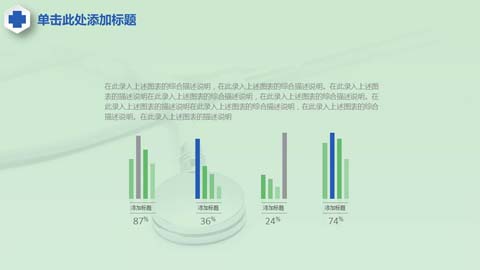 单击此处添加标题
在此录入上述图表的综合描述说明，在此录入上述图表的综合描述说明。在此录入上述图
表的描述说明在此录入上述图表的综合描述说明，在此录入上述图表的综合描述说明。在
此录入上述图表的描述说明在此录入上述图表的综合描述说明，在此录入上述图表的综合
描述说明。在此录入上述图表的描述说明
添加标题 添加标题 添加标题 添加标题
87% 36% 24% 74%